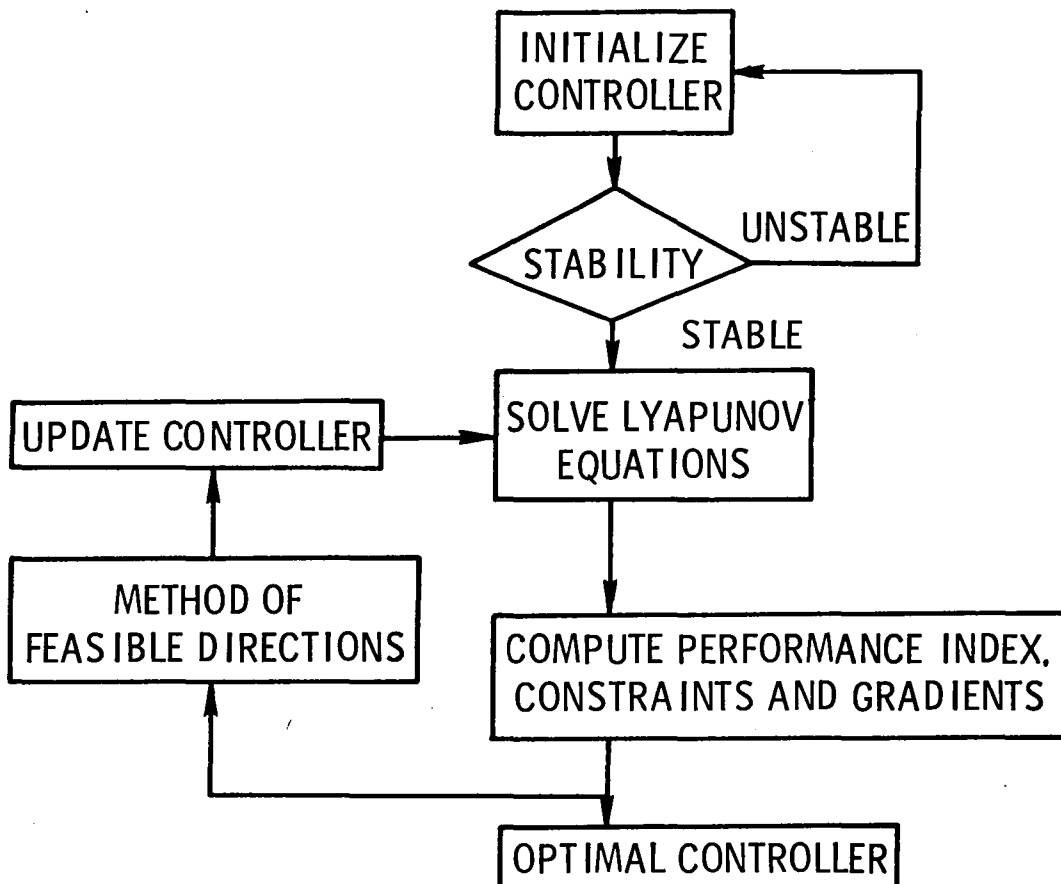 INITIALIZE
CONTROLLER
UNSTABLE
STABILITY
STABLE
SOLVE LYAPUNOV
EQUATIONS
UPDATE CONTROLLER
METHOD OF
FEASIBLE DIRECTIONS
COMPUTE PERFORMANCE INDEX,
CONSTRAINTS AND GRADIENTS
OPTIMAL CONTROLLER